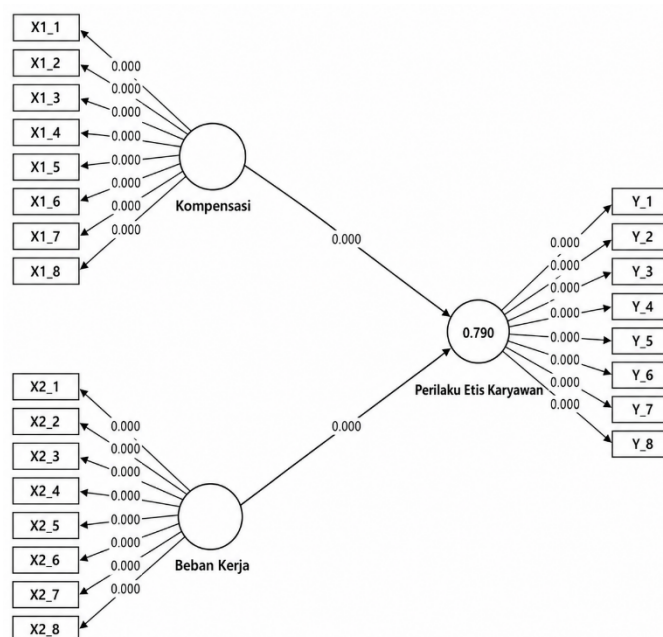 X1_1
0.000
X1_2
0.000
X1_3
0.000
X1_4
0.000
X1_5
0.000
X1_6
0.000
X1_7
0.000
X1_8
0.000
Kompensasi
0.000
X2_1
0.000
X2_2
0.000
X2_3
0.000
X2_4
0.000
X2_5
0.000
X2_6
0.000
X2_7
0.000
X2_8
0.000
Beban Kerja
0.000
0.790
Perilaku Etis Karyawan
Y_1
0.000
Y_2
0.000
Y_3
0.000
Y_4
0.000
Y_5
0.000
Y_6
0.000
Y_7
0.000
Y_8
0.000